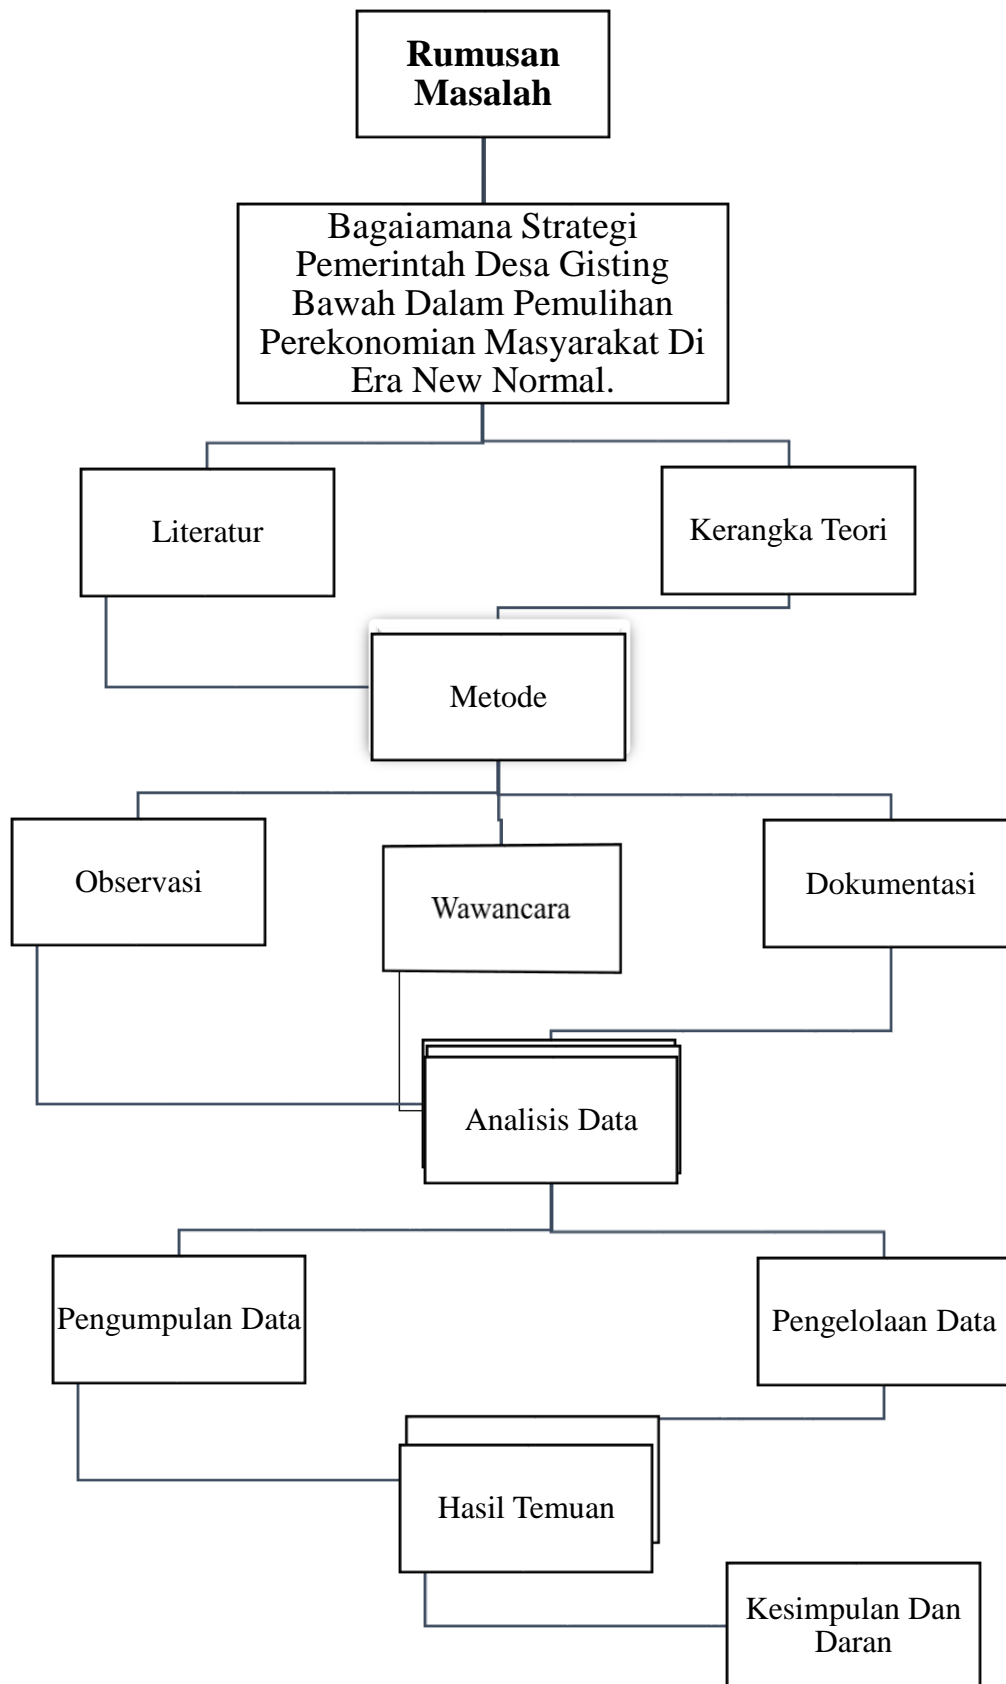 Rumusan
Masalah
Bagaiamana Strategi
Pemerintah Desa Gisting
Bawah Dalam Pemulihan
Perekonomian Masyarakat Di
Era New Normal.
Literatur
Kerangka Teori
Metode
Observasi
Wawancara
Dokumentasi
Analisis Data
Pengumpulan Data
Pengelolaan Data
Hasil Temuan
Kesimpulan Dan
Daran